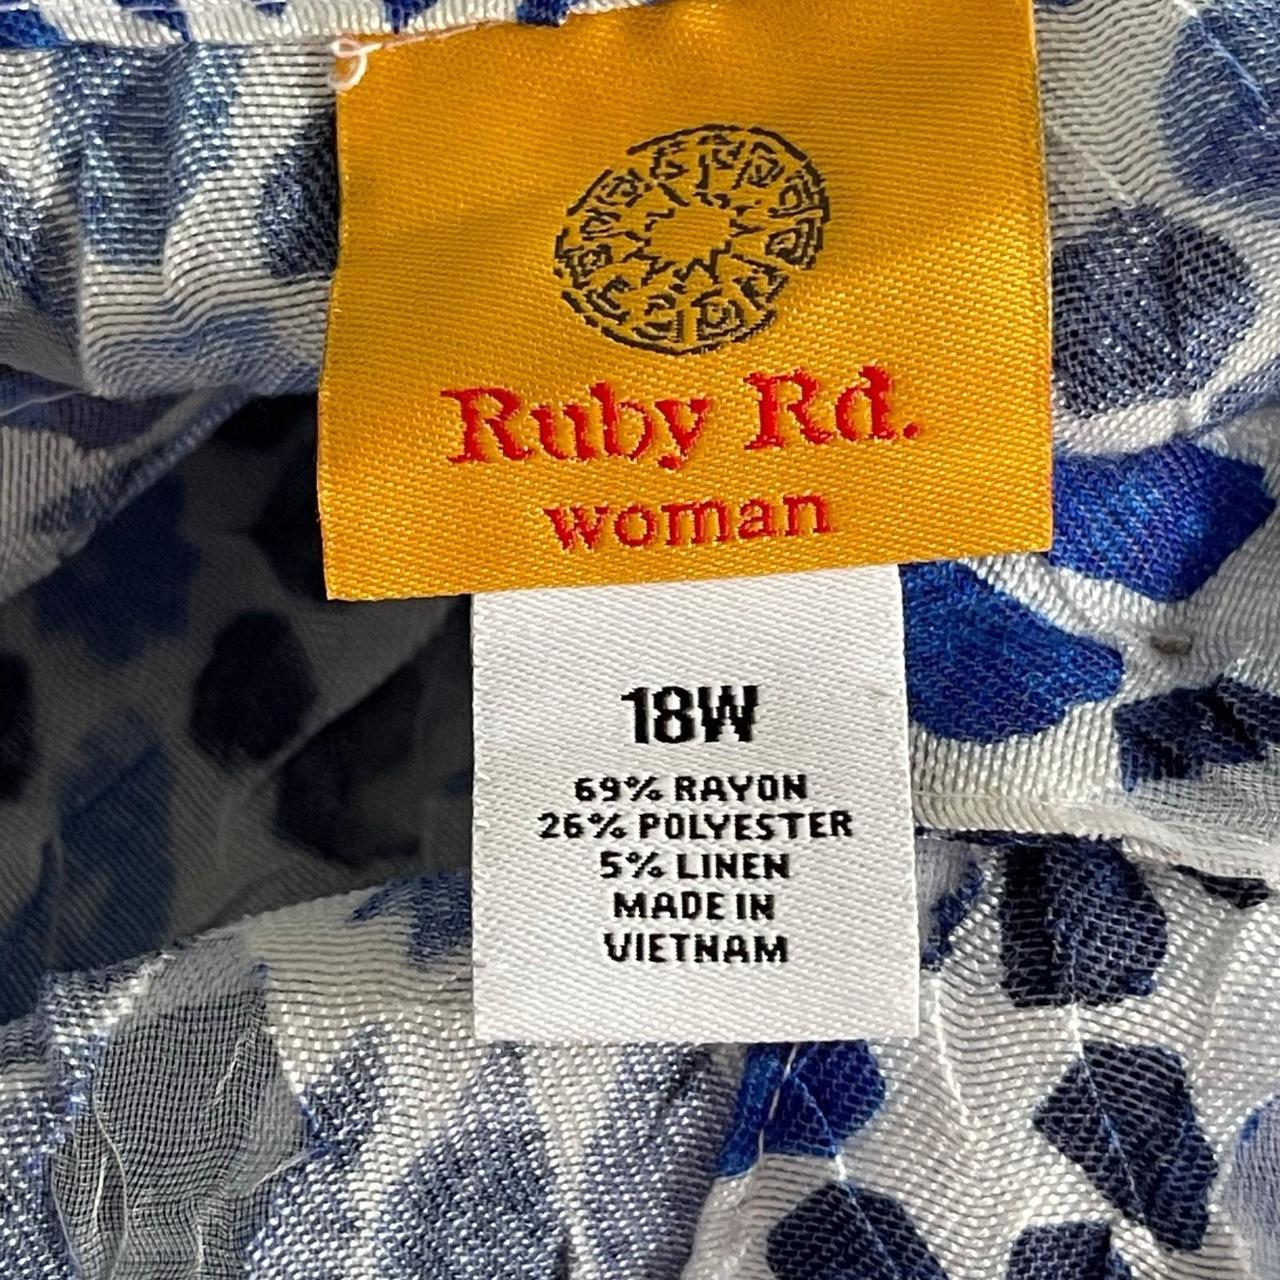 Ruby Rd.
woman
18W
69% RAYON
26% POLYESTER
5% LINEN
MADE IN
VIETNAM